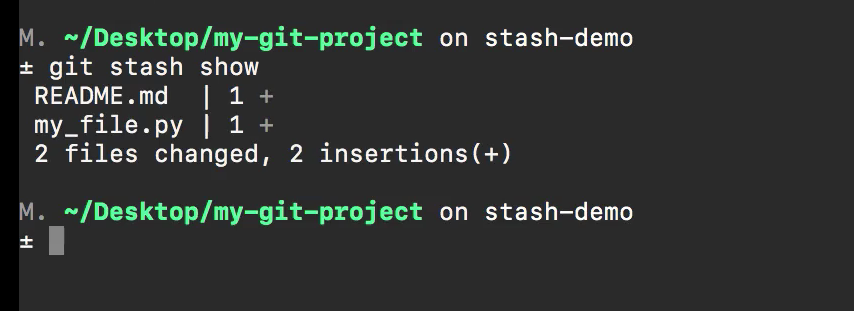 M. ~/Desktop/my-git-project on stash-demo
± git stash show
 README.md  | 1 +
 my_file.py | 1 +
 2 files changed, 2 insertions(+)

M. ~/Desktop/my-git-project on stash-demo
±